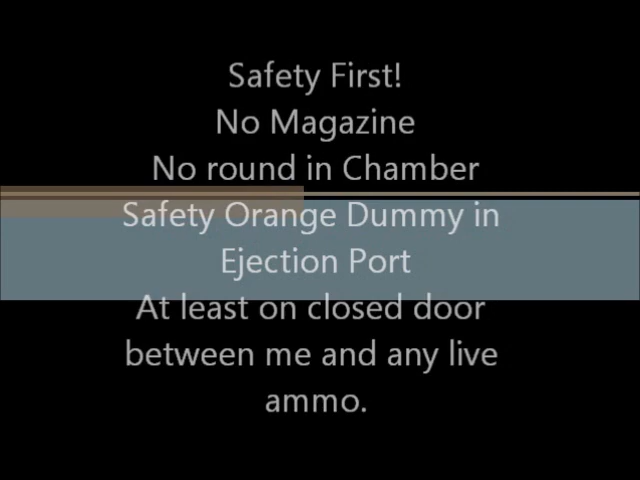 Safety First!
No Magazine
No round in Chamber
Safety Orange Dummy in
Ejection Port
At least on closed door
between me and any live
ammo.